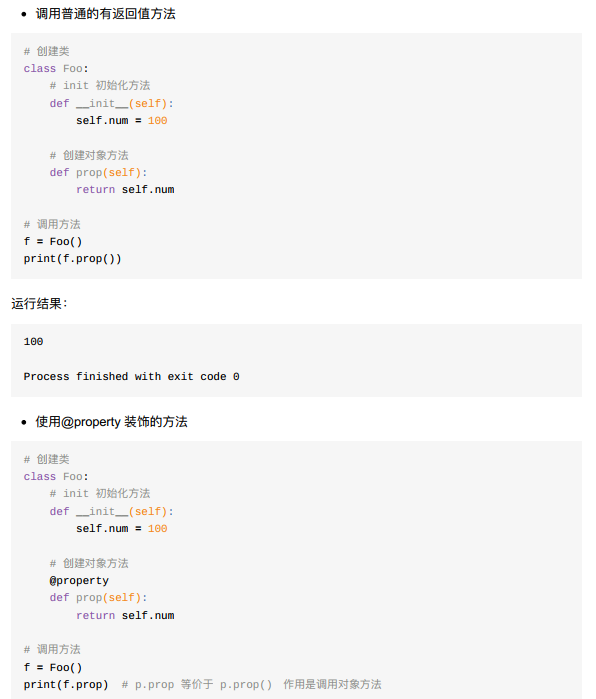 • 调用普通的有返回值方法
# 创建类
class Foo:
    # init 初始化方法
    def __init__(self):
        self.num = 100

    # 创建对象方法
    def prop(self):
        return self.num

# 调用方法
f = Foo()
print(f.prop())
运行结果：
100

Process finished with exit code 0
• 使用@property 装饰的方法
# 创建类
class Foo:
    # init 初始化方法
    def __init__(self):
        self.num = 100

    # 创建对象方法
    @property
    def prop(self):
        return self.num

# 调用方法
f = Foo()
print(f.prop)  # p.prop 等价于 p.prop()  作用是调用对象方法